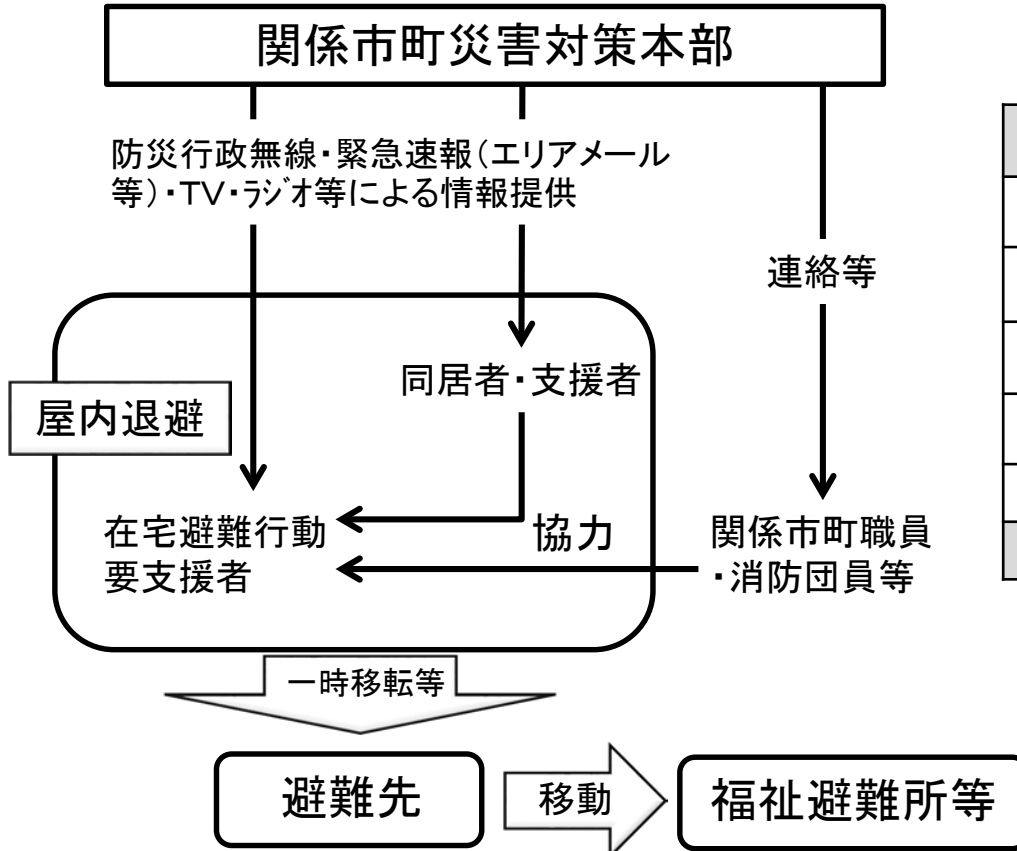 関係市町災害対策本部
防災行政無線・緊急速報（エリアメール
等）・TV・ﾗｼﾞｵ等による情報提供
連絡等
同居者・支援者
屋内退避
在宅避難行動
要支援者
協力
関係市町職員
・消防団員等
一時移転等
避難先
移動
福祉避難所等